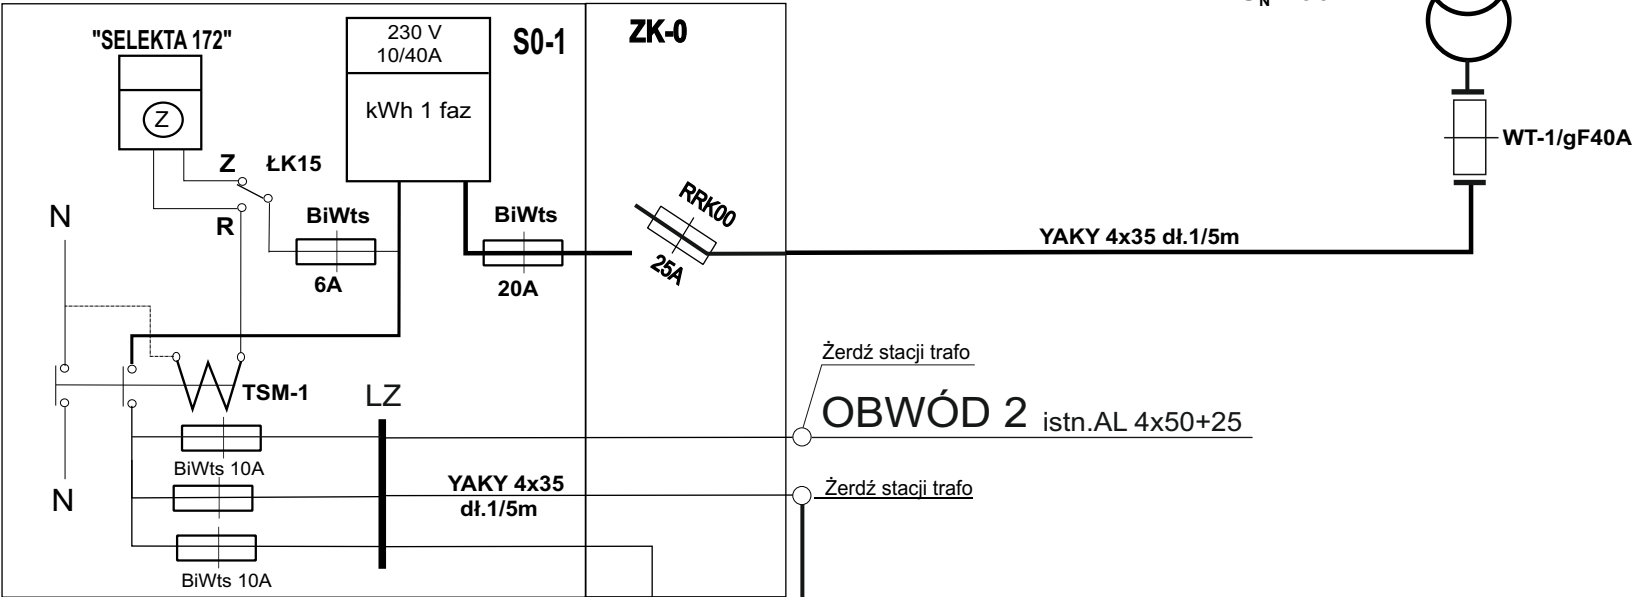 "SELEKTA 172"
Z
230 V
10/40A
kWh 1 faz
S0-1
ZK-0
WT-1/gF40A
Z
ŁK15
R
N
BiWts
6A
BiWts
20A
RRK00
25A
YAKY 4x35 dł.1/5m
TSM-1
LZ
Żerdź stacji trafo
OBWÓD 2 istn.AL 4x50+25
BiWts 10A
N
YAKY 4x35
dł.1/5m
Żerdź stacji trafo
BiWts 10A